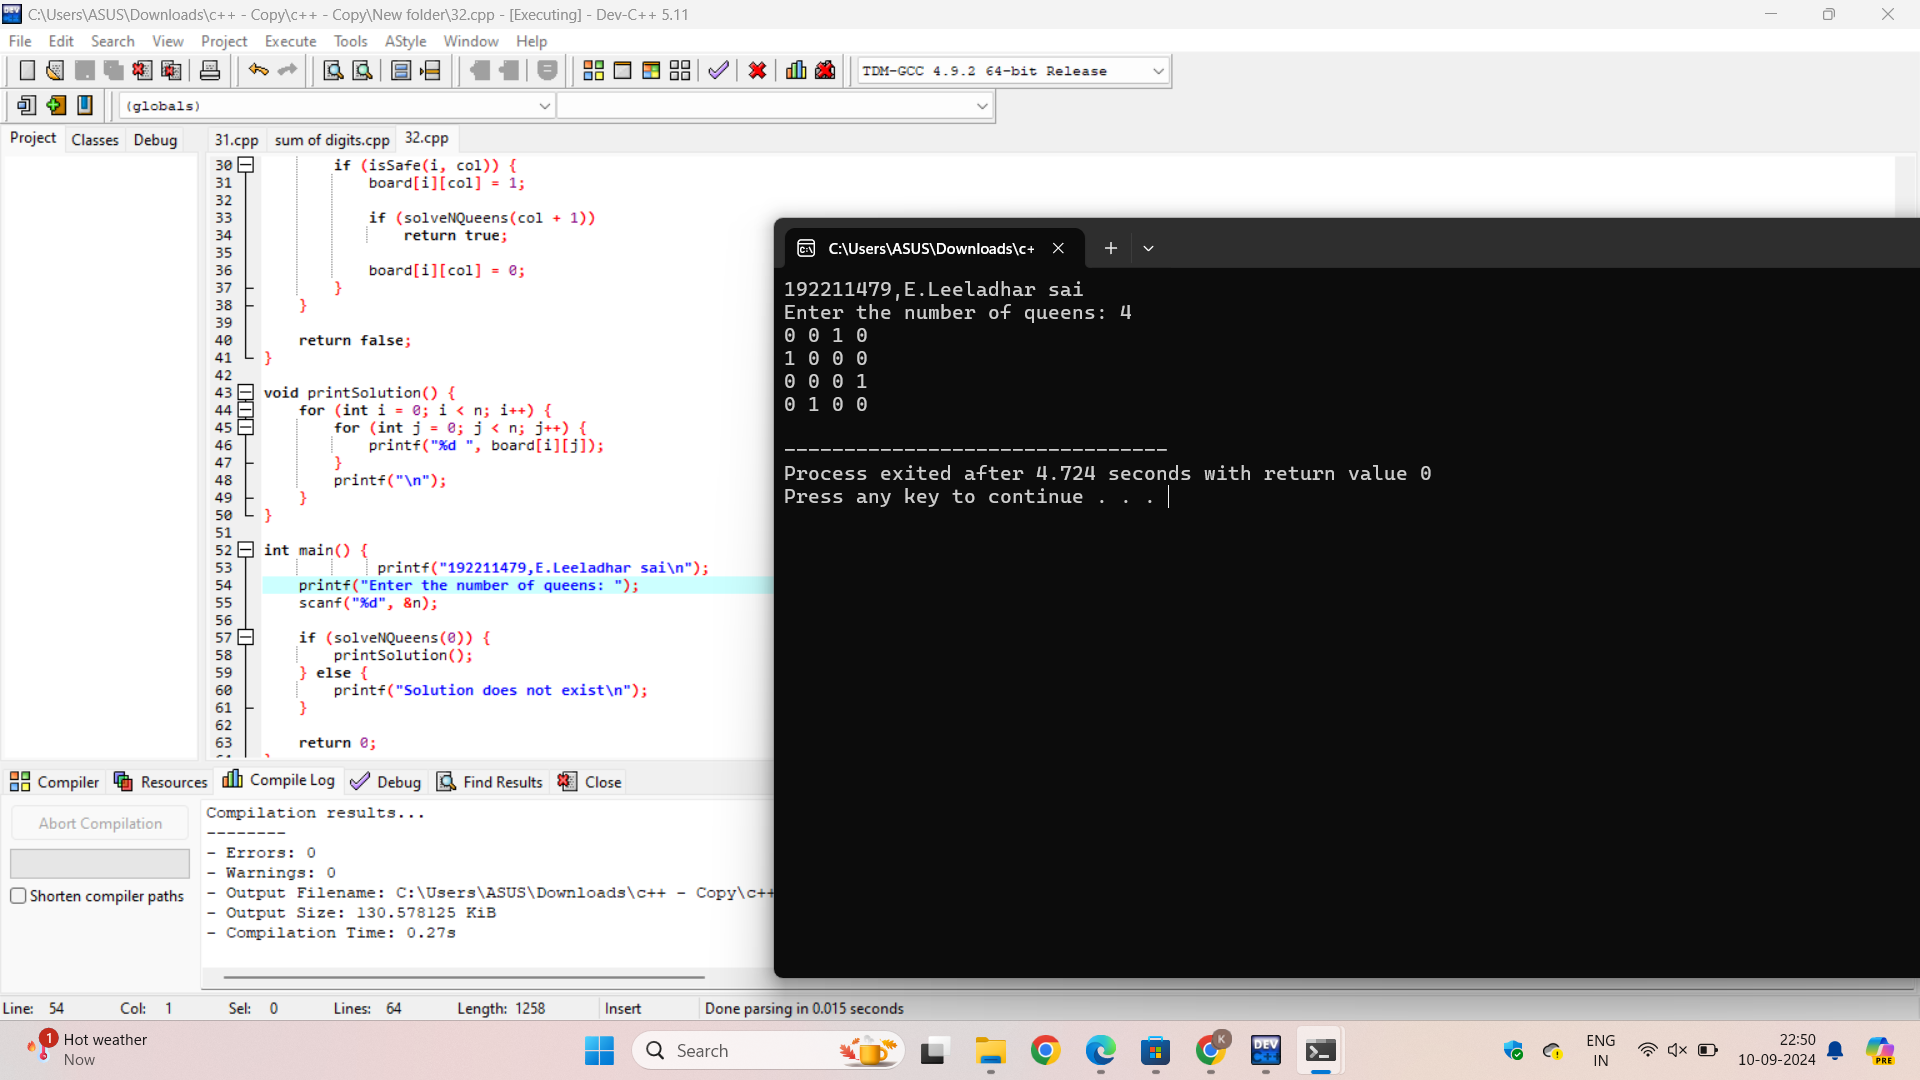 C:\Users\ASUS\Downloads\c++ - Copy\c++ - Copy\New folder\32.cpp - [Executing] - Dev-C++ 5.11
File Edit Search View Project Execute Tools AStyle Window Help
TDM-GCC 4.9.2 64-bit Release
(globals)
Project Classes Debug
31.cpp sum of digits.cpp 32.cpp
30 if (isSafe(i, col)) {
31 board[i][col] = 1;
32
33 if (solveNQueens(col + 1))
34 return true;
35
36 board[i][col] = 0;
37 }
38 }
39
40 return false;
41 }
42
43 void printSolution() {
44 for (int i = 0; i < n; i++) {
45 for (int j = 0; j < n; j++) {
46 printf("%d ", board[i][j]);
47 }
48 printf("\n");
49 }
50 }
51
52 int main() {
53 printf("192211479,E.Leeladhar sai\n");
54 printf("Enter the number of queens: ");
55 scanf("%d", &n);
56
57 if (solveNQueens(0)) {
58 printSolution();
59 } else {
60 printf("Solution does not exist\n");
61 }
62
63 return 0;
C:\Users\ASUS\Downloads\c+
192211479,E.Leeladhar sai
Enter the number of queens: 4
0 0 1 0
1 0 0 0
0 0 0 1
0 1 0 0
--------------------------------
Process exited after 4.724 seconds with return value 0
Press any key to continue . . .
Compiler Resources Compile Log Debug Find Results Close
Abort Compilation
Shorten compiler paths
Compilation results...
--------
- Errors: 0
- Warnings: 0
- Output Filename: C:\Users\ASUS\Downloads\c++ - Copy\c++
- Output Size: 130.578125 KiB
- Compilation Time: 0.27s
Line: 54 Col: 1 Sel: 0 Lines: 64 Length: 1258 Insert Done parsing in 0.015 seconds
1
Hot weather
Now
Search
K
DEV
C++
ENG
IN
22:50
10-09-2024
PRE